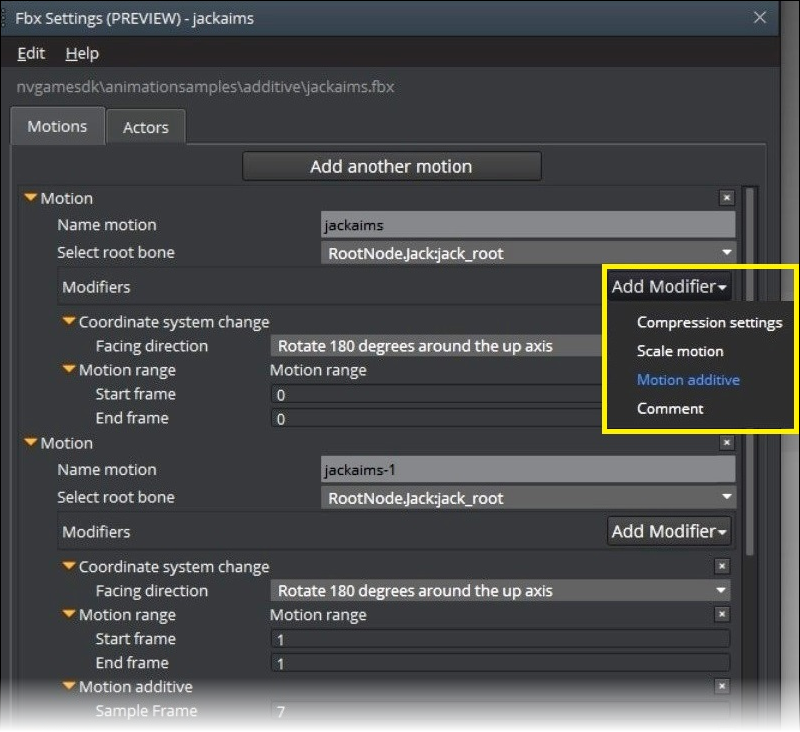 Fbx Settings (PREVIEW) - jackaims
Edit Help
nvgamesdk\animationsamples\additive\jackaims.fbx
Motions Actors
Add another motion
Motion
Name motion jackaims
Select root bone RootNode.Jack:jack_root
Modifiers Add Modifier
Compression settings
Scale motion
Motion additive
Comment
Coordinate system change
Facing direction Rotate 180 degrees around the up axis
Motion range Motion range
Start frame 0
End frame 0
Motion
Name motion jackaims-1
Select root bone RootNode.Jack:jack_root
Modifiers Add Modifier
Coordinate system change
Facing direction Rotate 180 degrees around the up axis
Motion range Motion range
Start frame 1
End frame 1
Motion additive
Sample Frame 7